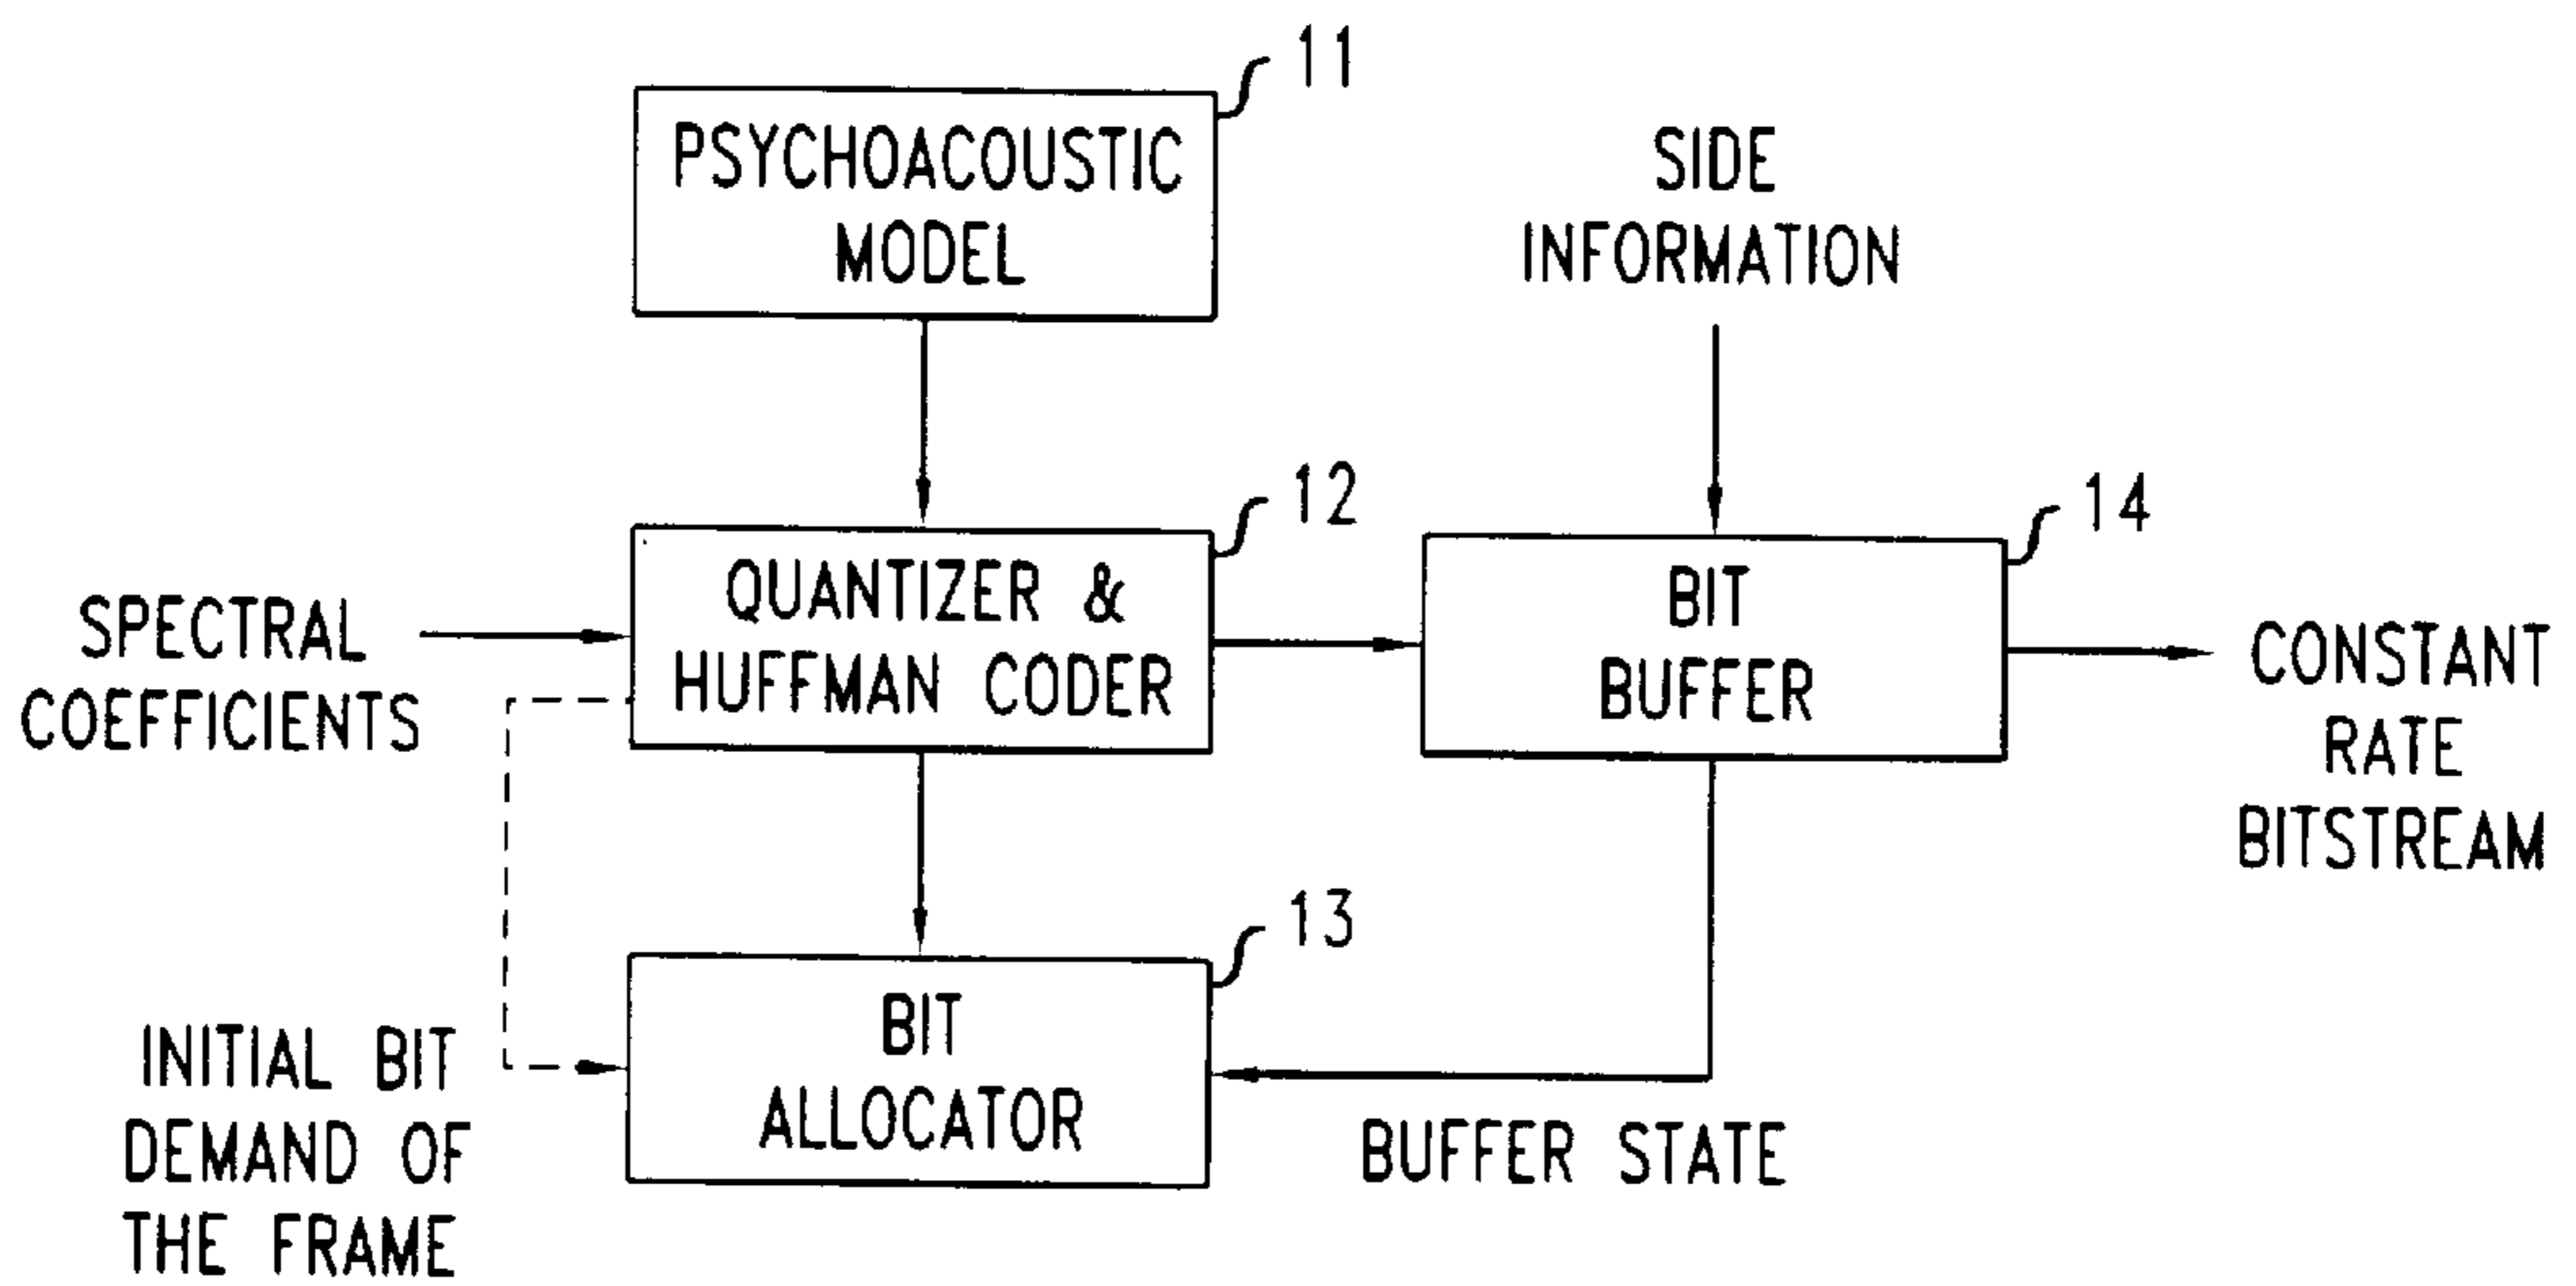 11
PSYCHOACOUSTIC
MODEL
SIDE
INFORMATION
12
14
SPECTRAL
COEFFICIENTS
QUANTIZER &
HUFFMAN CODER
BIT
BUFFER
CONSTANT
RATE
BITSTREAM
13
INITIAL BIT
DEMAND OF
THE FRAME
BIT
ALLOCATOR
BUFFER STATE